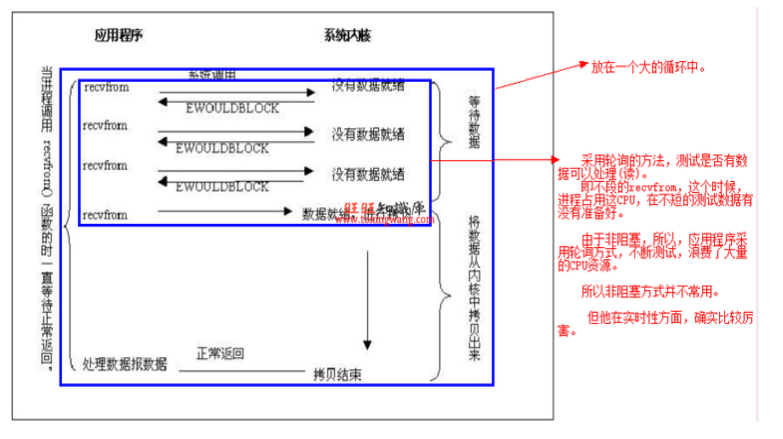 应用程序
系统内核
系统调用
recvfrom
没有数据就绪
EWOULDBLOCK
recvfrom
没有数据就绪
EWOULDBLOCK
recvfrom
没有数据就绪
EWOULDBLOCK
recvfrom
数据就绪，进行拷贝
旺旺知识库
处理数据报数据
正常返回
拷贝结束
当进程调用 recvfrom() 函数的时一直等待正常返回。
等待数据
将数据从内核中拷贝出来
放在一个大的循环中。
采用轮询的方法，测试是否有数
据可以处理(读)。
即不段的recvfrom，这个时候，
进程占用这CPU，在不短的测试数据有
没有准备好。
由于非阻塞，所以，应用程序采
用轮询方式，不断测试，浪费了大量
的CPU资源。
所以非阻塞方式并不常用。
但他在实时性方面，确实比较厉
害。